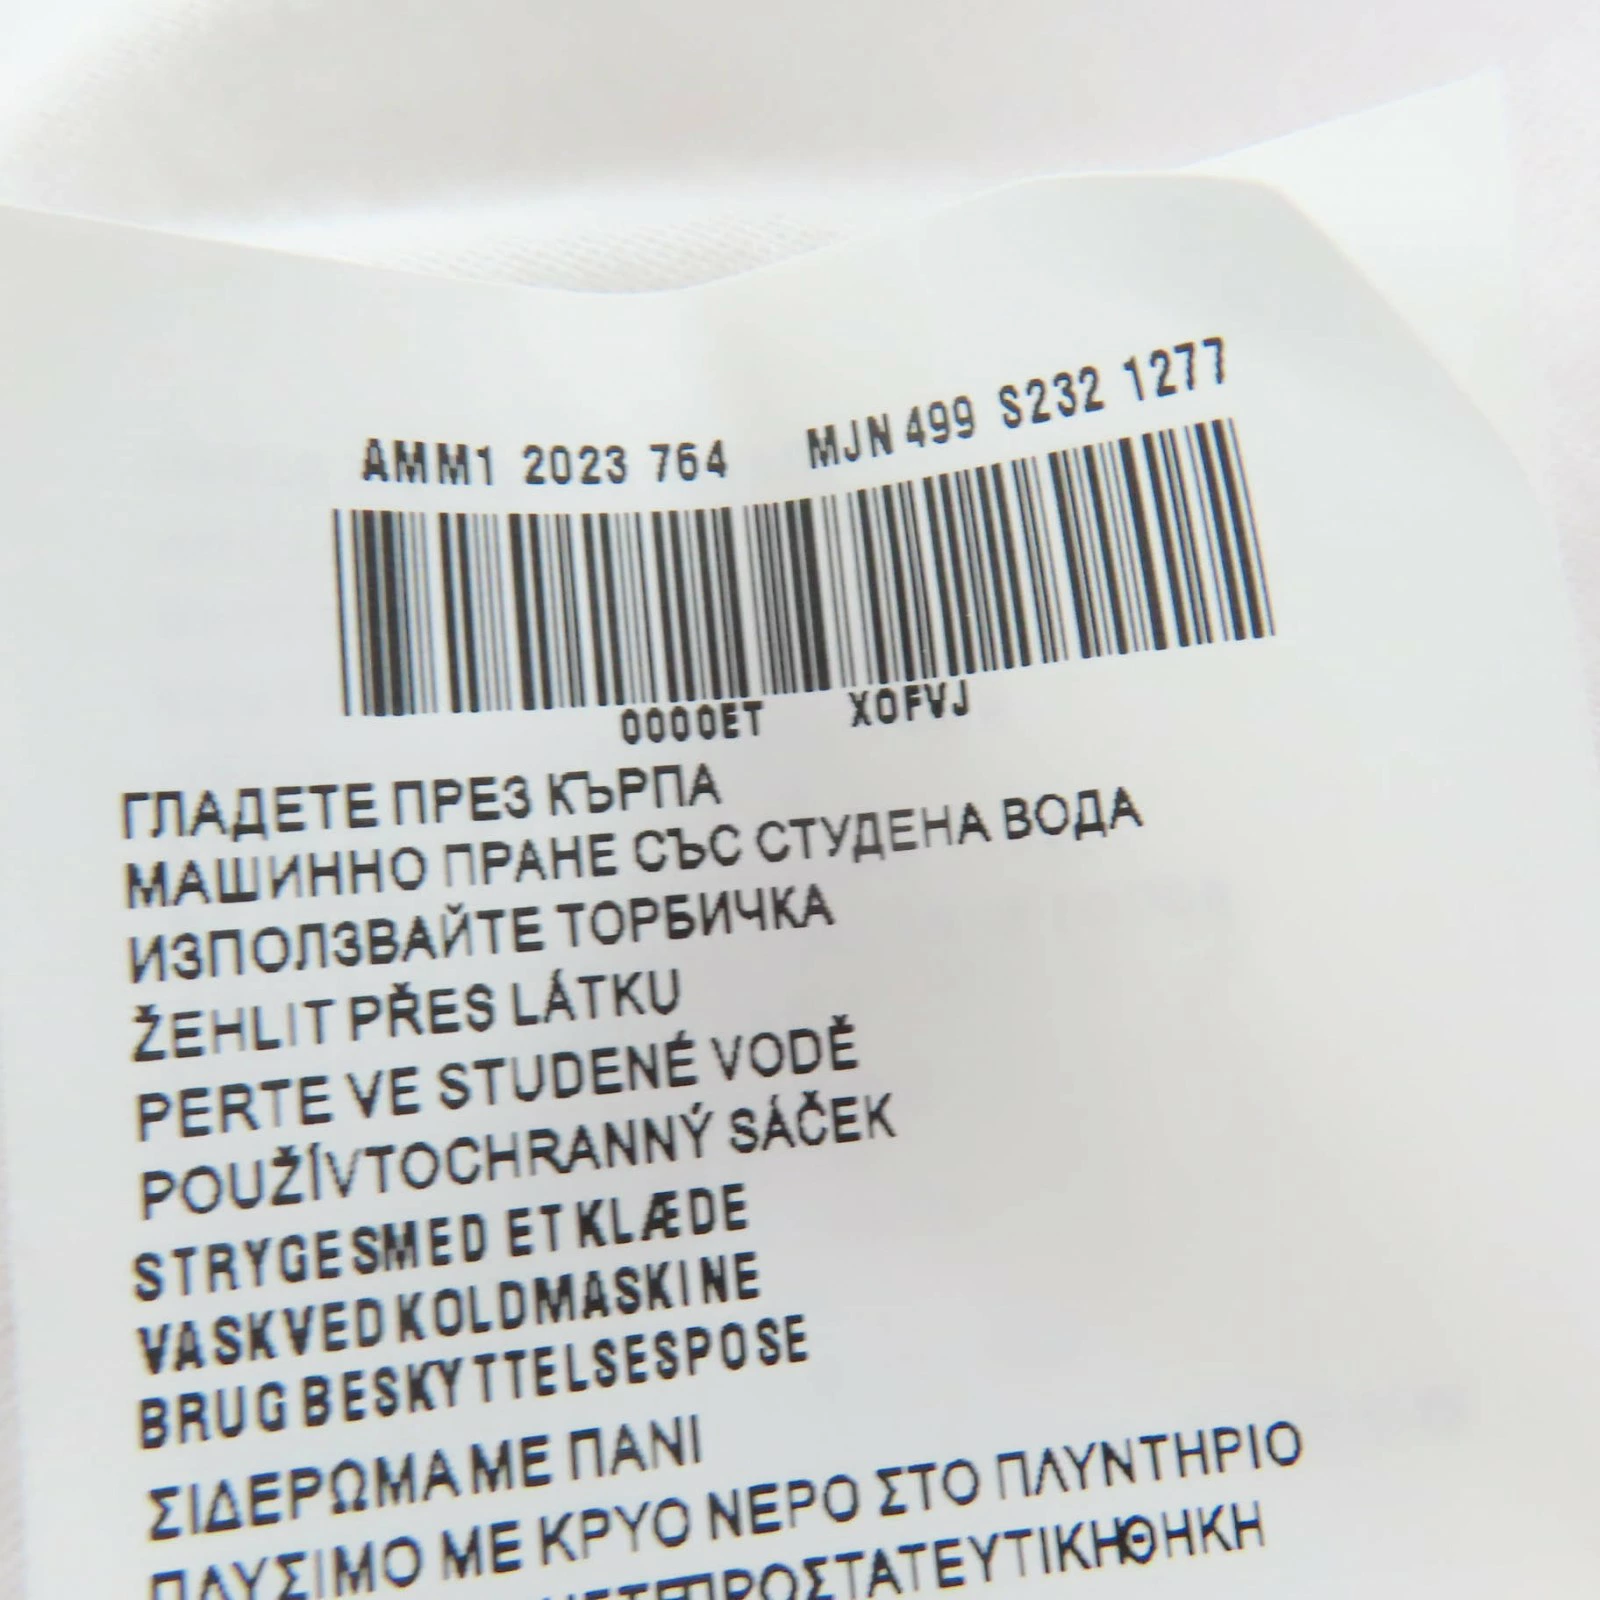 AMM1 2023 764 MJN 499 S232 1277
0000ET X0FVJ
ГЛАДЕТЕ ПРЕЗ КЪРПА
МАШИННО ПРАНЕ СЪС СТУДЕНА ВОДА
ИЗПОЛЗВАЙТЕ ТОРБИЧКА
ŽEHLIT PŘES LÁTKU
PERTE VE STUDENÉ VODĚ
POUŽÍVTOCHRANNÝ SÁČEK
STRYGESMED ET KLÆDE
VASKVED KOLDMASKINE
BRUG BESKYTTELSESPOSE
ΣΙΔΕΡΩΜΑ ΜΕ ΠΑΝΙ
ΠΛΥΣΙΜΟ ΜΕ ΚΡΥΟ ΝΕΡΟ ΣΤΟ ΠΛΥΝΤΗΡΙΟ
ΠΡΟΣΤΑΤΕΥΤΙΚΗΘΗΚΗ